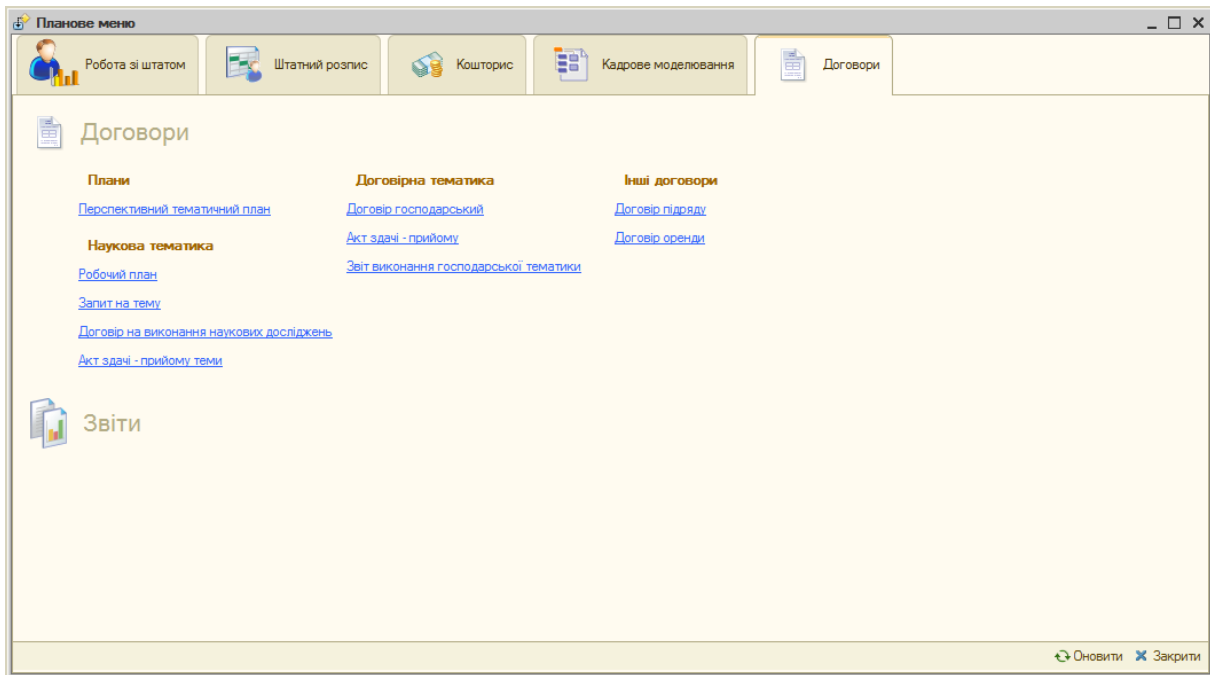 Планове меню
Робота зі штатом
Штатний розпис
Кошторис
Кадрове моделювання
Договори
Договори
Плани
Перспективний тематичний план
Наукова тематика
Робочий план
Запит на тему
Договір на виконання наукових досліджень
Акт здачі - прийому теми
Договірна тематика
Договір господарський
Акт здачі - прийому
Звіт виконання господарської тематики
Інші договори
Договір підряду
Договір оренди
Звіти
Оновити
Закрити